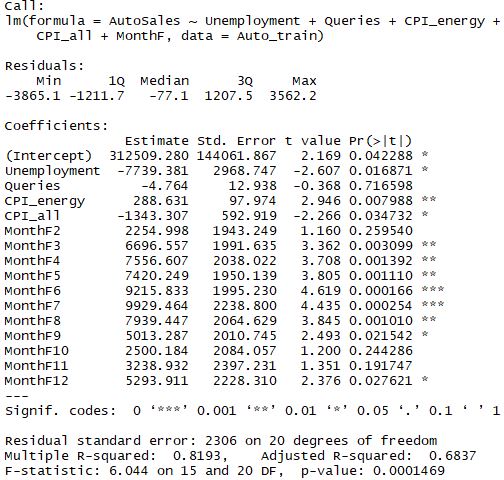 Call:
lm(formula = AutoSales ~ Unemployment + Queries + CPI_energy +
    CPI_all + MonthF, data = Auto_train)
Residuals:
    Min      1Q  Median      3Q     Max
-3865.1 -1211.7   -77.1  1207.5  3562.2
Coefficients:
              Estimate Std. Error t value Pr(>|t|)
(Intercept)  312509.280 144061.867   2.169 0.042288 *
Unemployment  -7739.381   2968.747  -2.607 0.016871 *
Queries          -4.764     12.938  -0.368 0.716598
CPI_energy      288.631     97.974   2.946 0.007988 **
CPI_all       -1343.307    592.919  -2.266 0.034732 *
MonthF2        2254.998   1943.249   1.160 0.259540
MonthF3        6696.557   1991.635   3.362 0.003099 **
MonthF4        7556.607   2038.022   3.708 0.001392 **
MonthF5        7420.249   1950.139   3.805 0.001110 **
MonthF6        9215.833   1995.230   4.619 0.000166 ***
MonthF7        9929.464   2238.800   4.435 0.000254 ***
MonthF8        7939.447   2064.629   3.845 0.001010 **
MonthF9        5013.287   2010.745   2.493 0.021542 *
MonthF10       2500.184   2084.057   1.200 0.244286
MonthF11       3238.932   2397.231   1.351 0.191747
MonthF12       5293.911   2228.310   2.376 0.027621 *
---
Signif. codes:  0 ‘***’ 0.001 ‘**’ 0.01 ‘*’ 0.05 ‘.’ 0.1 ‘ ’ 1
Residual standard error: 2306 on 20 degrees of freedom
Multiple R-squared:  0.8193,    Adjusted R-squared:  0.6837
F-statistic: 6.044 on 15 and 20 DF,  p-value: 0.0001469